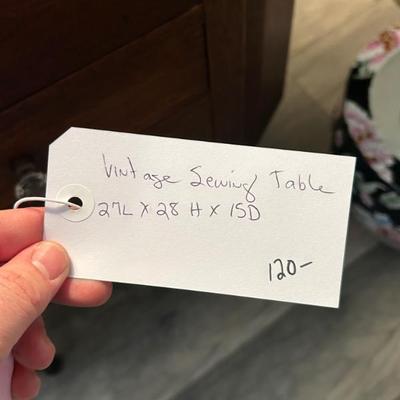 Vintage Sewing Table
27L X 28 H X 15D
120-